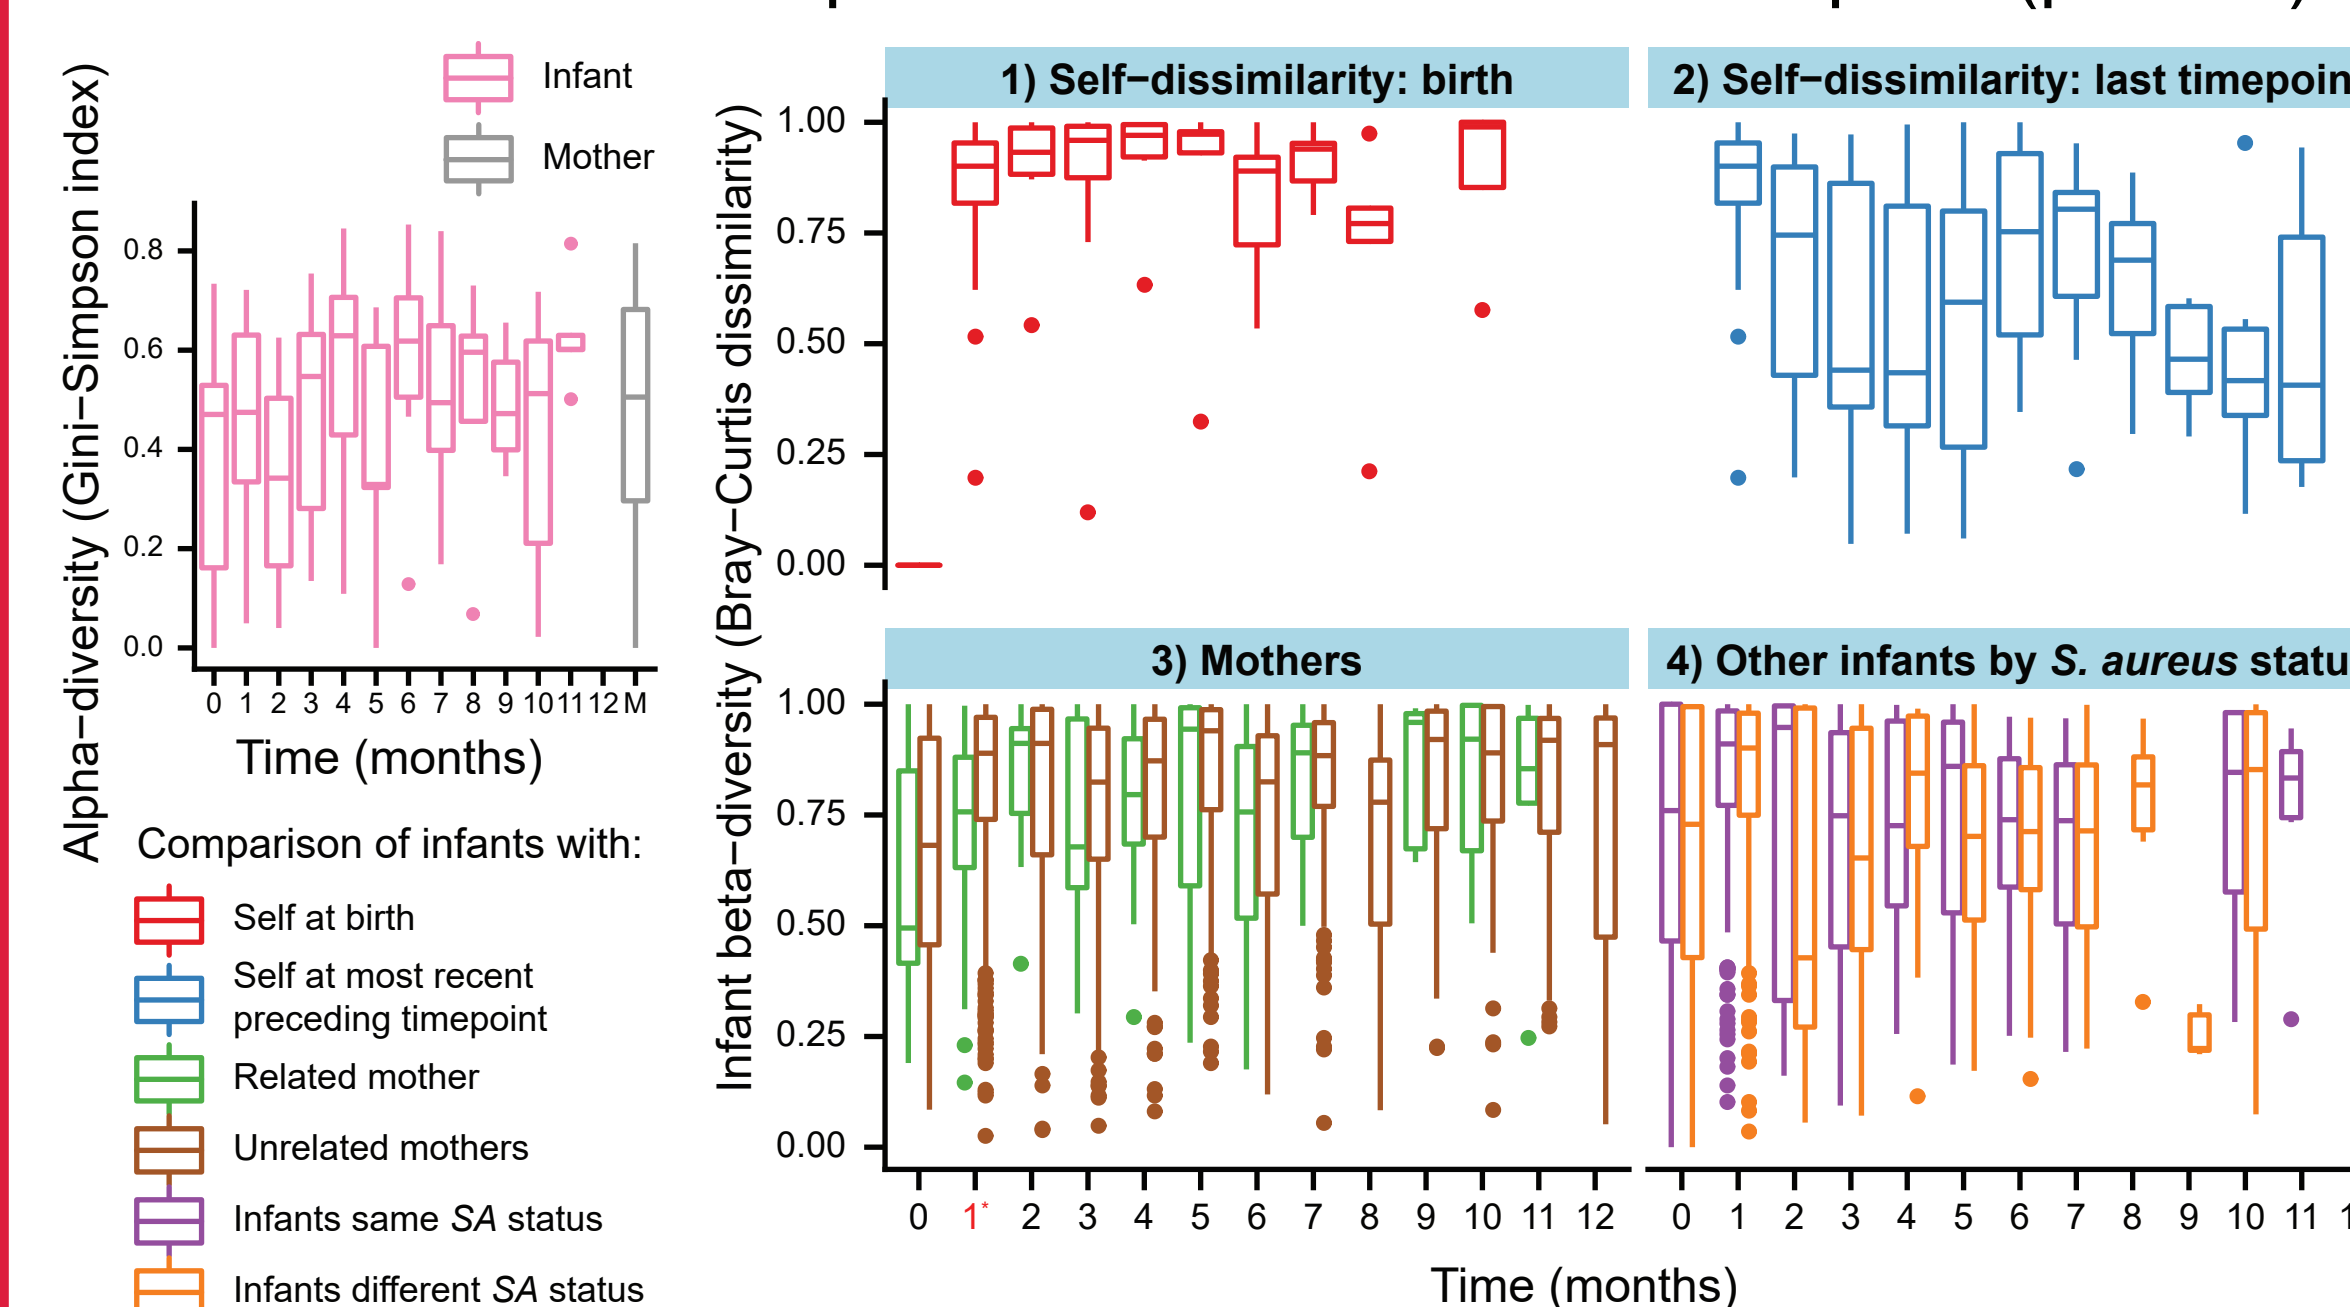 Infant
Mother
Alpha−diversity (Gini−Simpson index)
0.8
0.6
0.4
0.2
0.0
0 1 2 3 4 5 6 7 8 9 10 11 12 M
Time (months)
Comparison of infants with:
Self at birth
Self at most recent
preceding timepoint
Related mother
Unrelated mothers
Infants same SA status
Infants different SA status
Infant beta−diversity (Bray−Curtis dissimilarity)
1) Self−dissimilarity: birth
2) Self−dissimilarity: last timepoin
1.00
0.75
0.50
0.25
0.00
3) Mothers
4) Other infants by S. aureus statu
1.00
0.75
0.50
0.25
0.00
0 1* 2 3 4 5 6 7 8 9 10 11 12
0 1 2 3 4 5 6 7 8 9 10 11 1
Time (months)